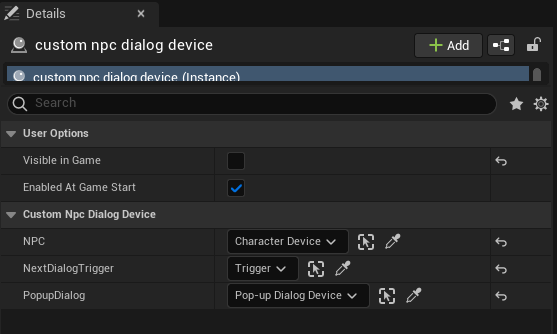 Details
custom npc dialog device
Add
custom npc dialog device (Instance)
Search
User Options
Visible in Game
Enabled At Game Start
Custom Npc Dialog Device
NPC Character Device
NextDialogTrigger Trigger
PopupDialog Pop-up Dialog Device